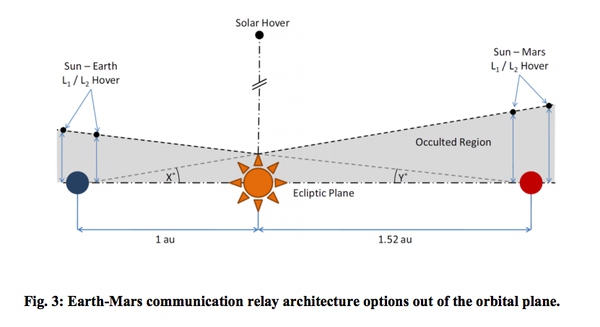 Solar Hover
Sun – Earth
L₁ / L₂ Hover
Sun – Mars
L₁ / L₂ Hover
Occulted Region
X°
Y°
Ecliptic Plane
1 au
1.52 au
Fig. 3: Earth-Mars communication relay architecture options out of the orbital plane.